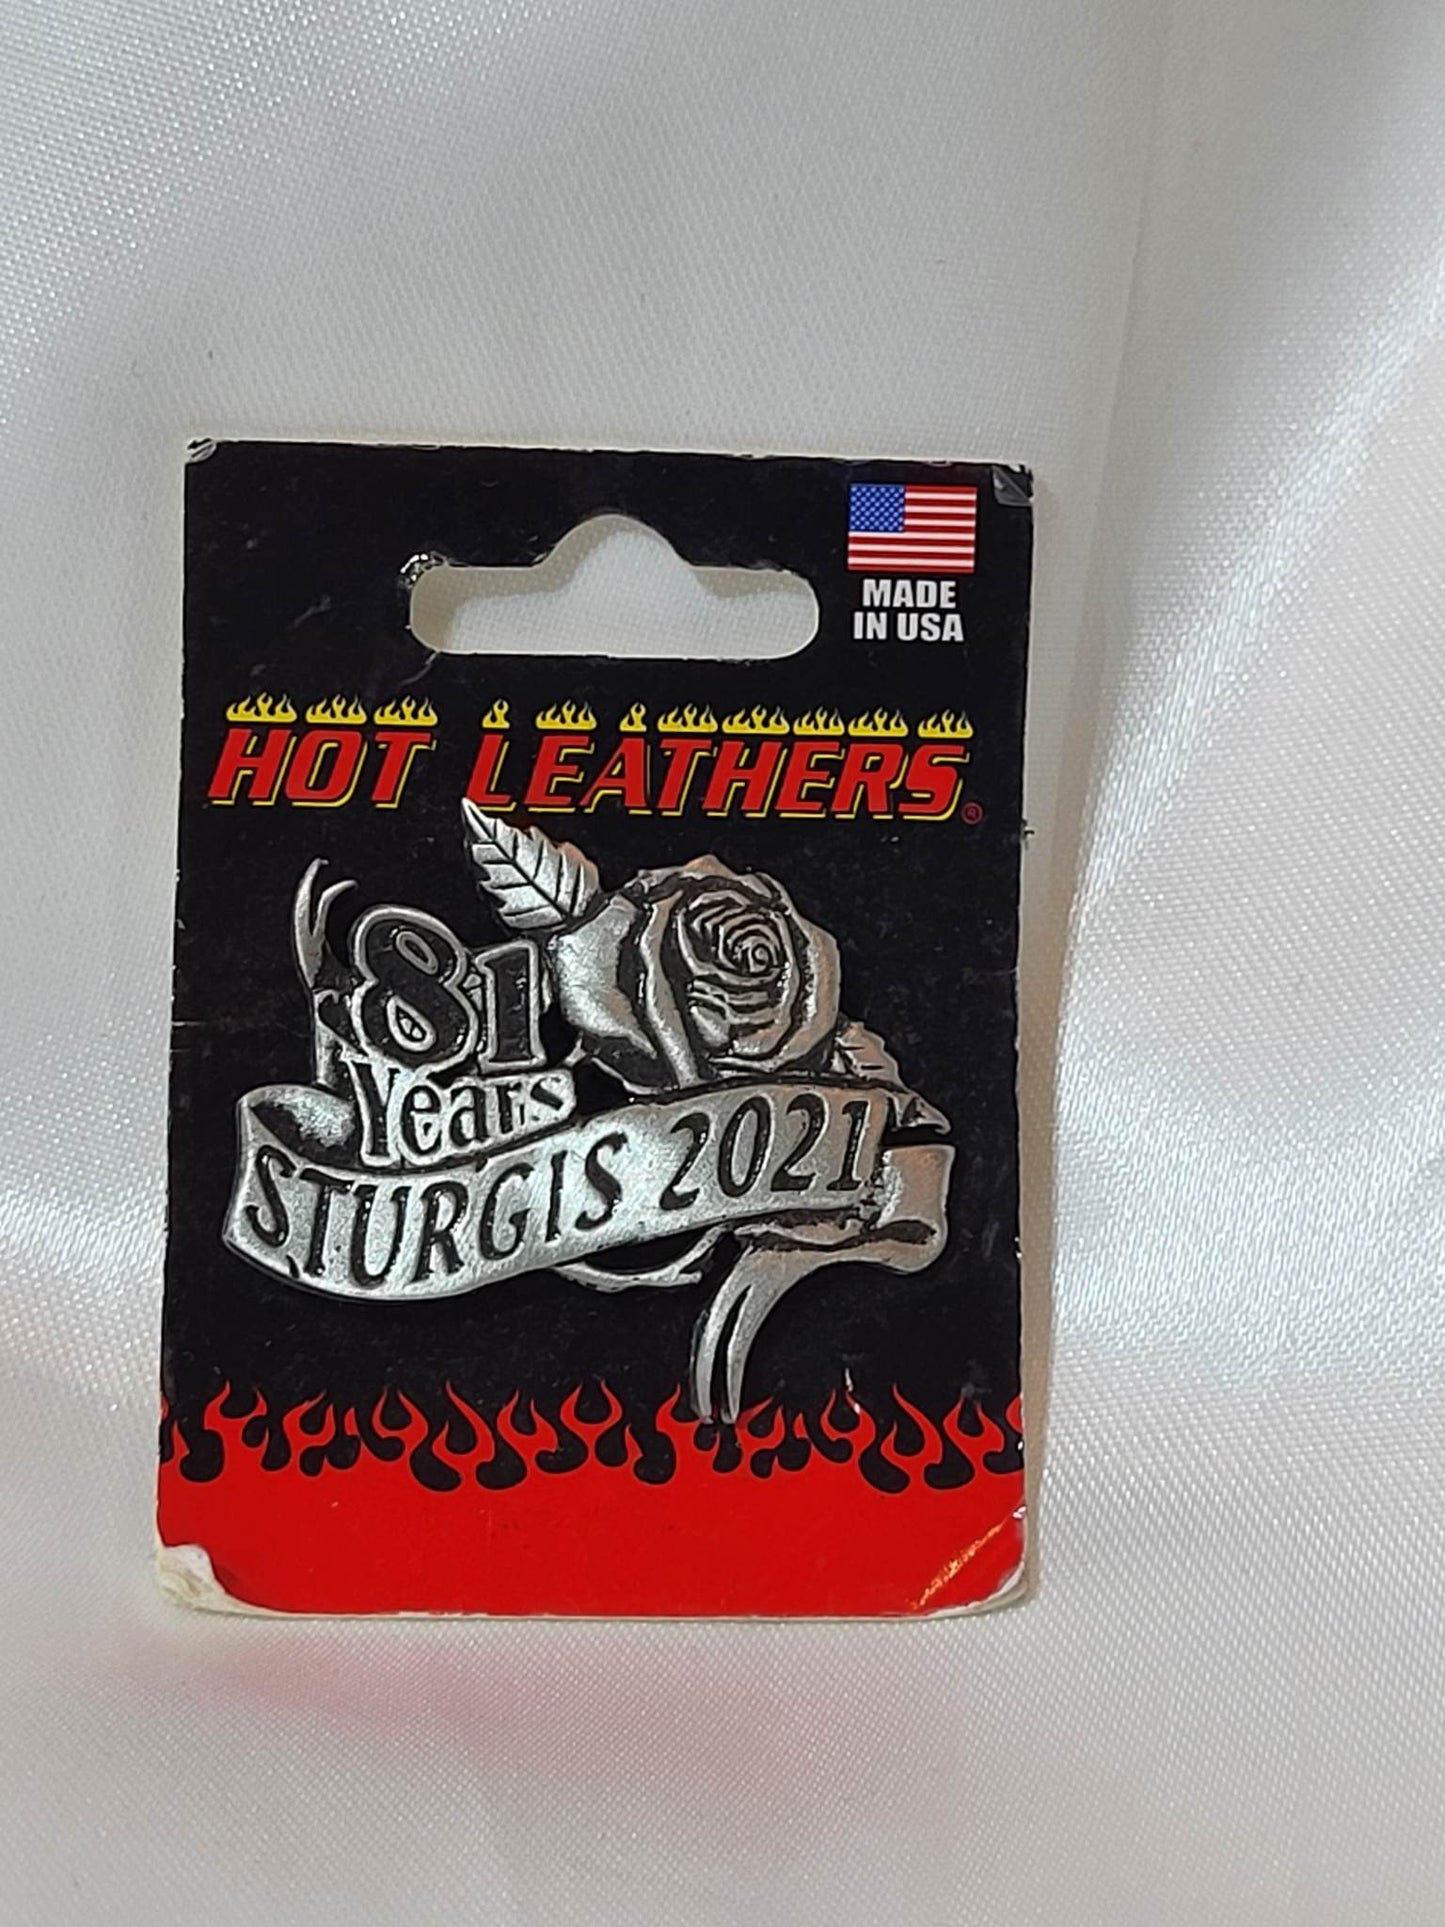 MADE
IN USA
HOT LEATHERS®
81
Years
STURGIS 2021